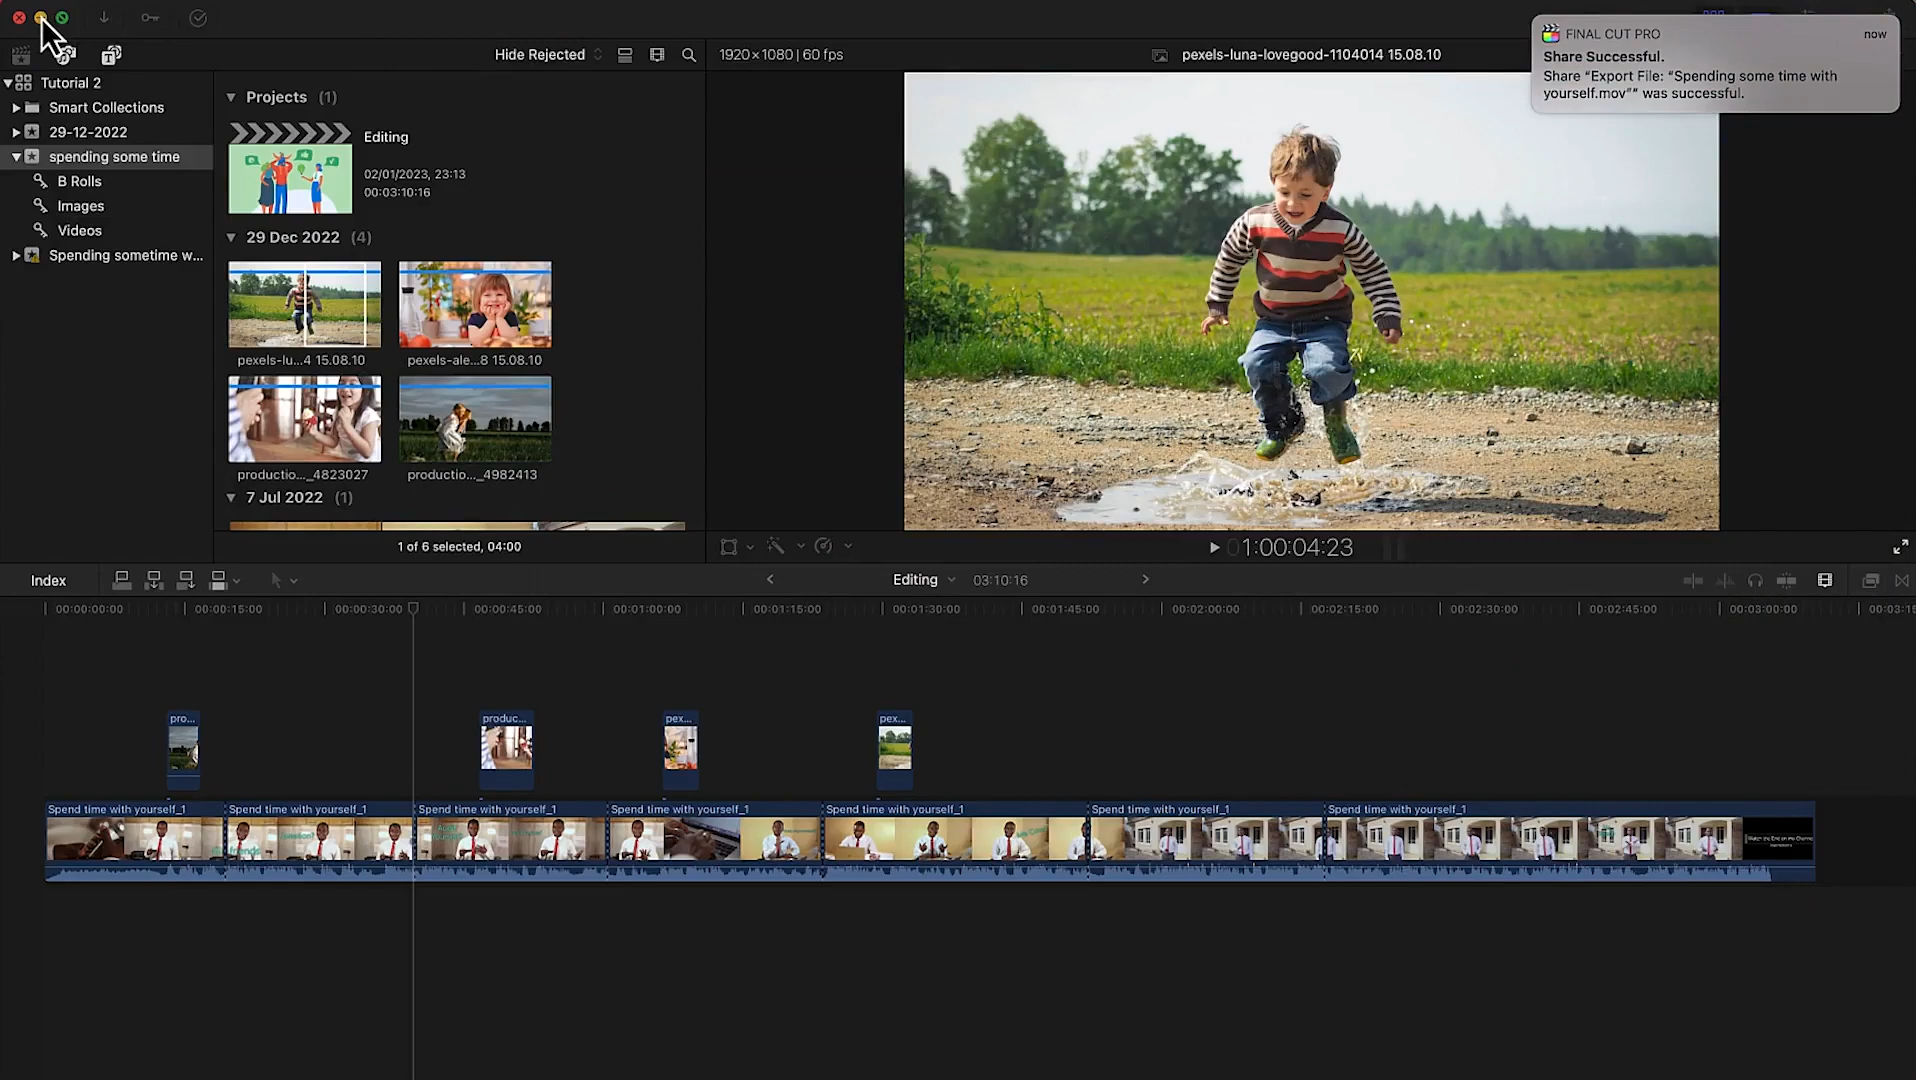 Hide Rejected
1920×1080 | 60 fps
pexels-luna-lovegood-1104014 15.08.10
FINAL CUT PRO
now
Share Successful.
Share “Export File: “Spending some time with
yourself.mov”” was successful.
Tutorial 2
Smart Collections
29-12-2022
spending some time
B Rolls
Images
Videos
Spending sometime w...
Projects (1)
Editing
02/01/2023, 23:13
00:03:10:16
29 Dec 2022 (4)
pexels-lu...4 15.08.10
pexels-ale...8 15.08.10
productio..._4823027
productio..._4982413
7 Jul 2022 (1)
1 of 6 selected, 04:00
1:00:04:23
Index
Editing
03:10:16
00:00:00:00
00:00:15:00
00:00:30:00
00:00:45:00
00:01:00:00
00:01:15:00
00:01:30:00
00:01:45:00
00:02:00:00
00:02:15:00
00:02:30:00
00:02:45:00
00:03:00:00
00:03:15
pro...
produc...
pex...
pex...
Spend time with yourself_1
Spend time with yourself_1
Spend time with yourself_1
Spend time with yourself_1
Spend time with yourself_1
Spend time with yourself_1
Spend time with yourself_1